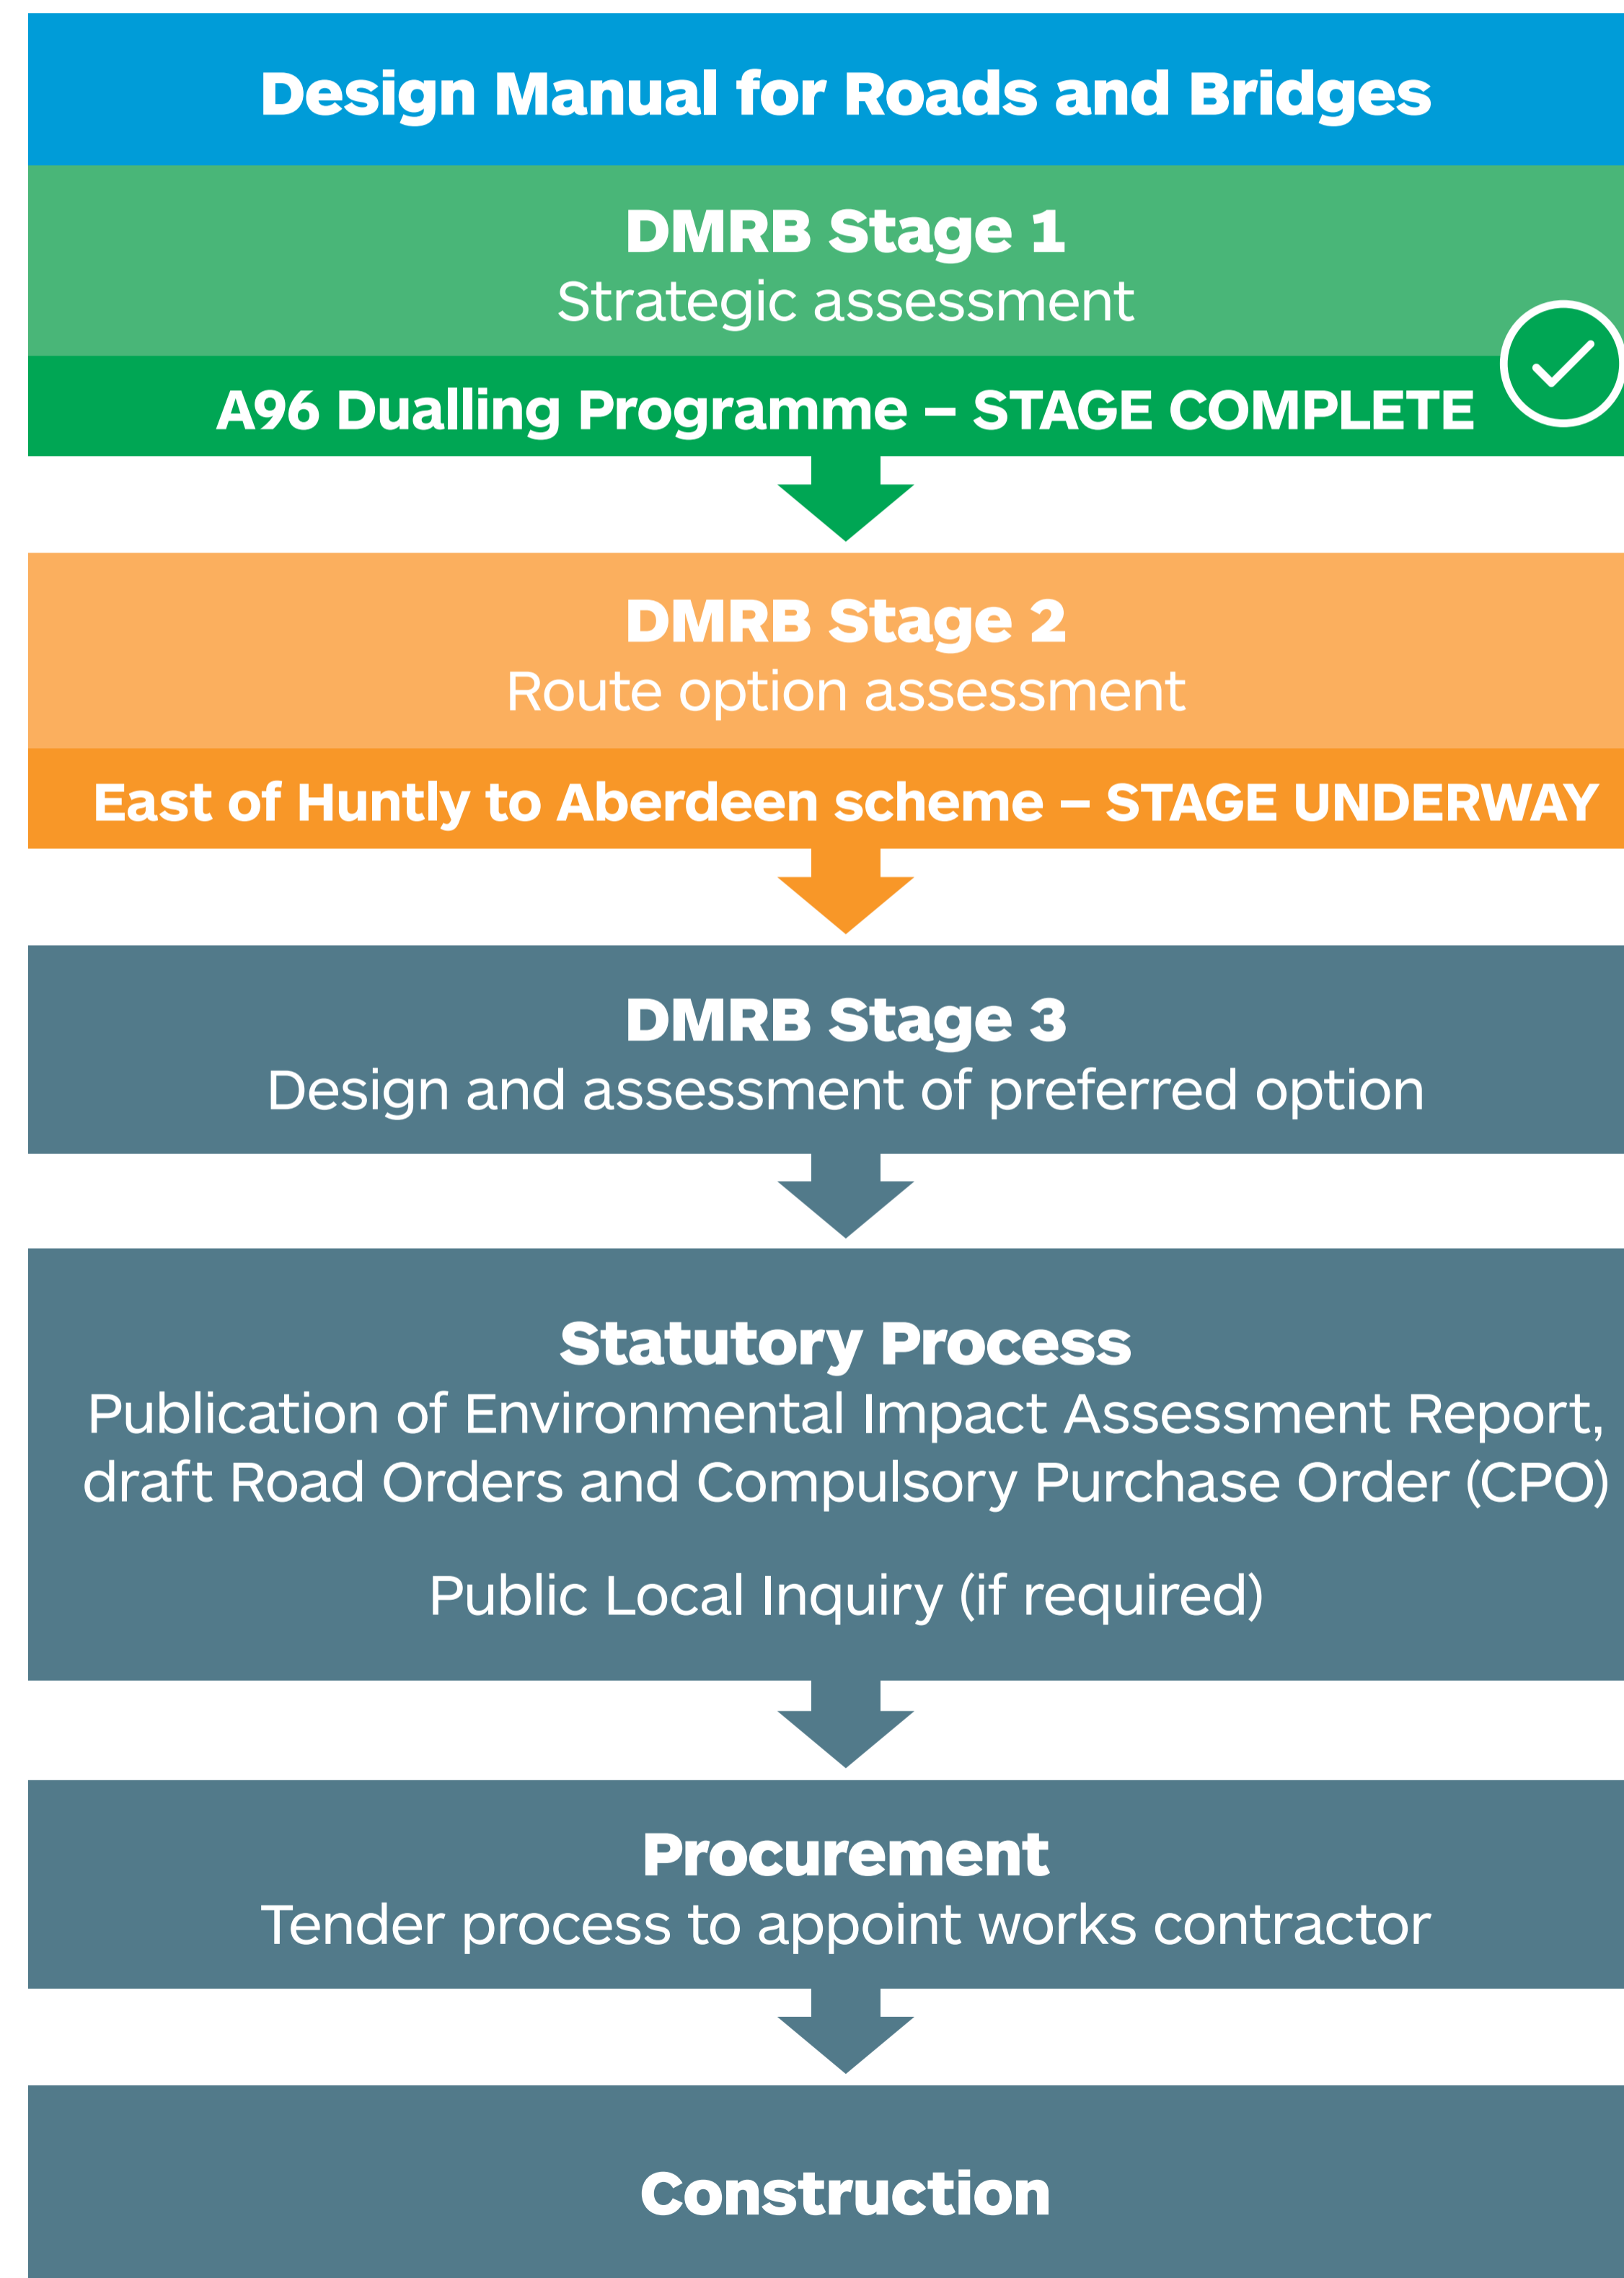 Design Manual for Roads and Bridges
DMRB Stage 1
Strategic assessment
A96 Dualling Programme – STAGE COMPLETE
DMRB Stage 2
Route option assessment
East of Huntly to Aberdeen scheme – STAGE UNDERWAY
DMRB Stage 3
Design and assessment of preferred option
Statutory Process
Publication of Environmental Impact Assessment Report,
draft Road Orders and Compulsory Purchase Order (CPO)
Public Local Inquiry (if required)
Procurement
Tender process to appoint works contractor
Construction